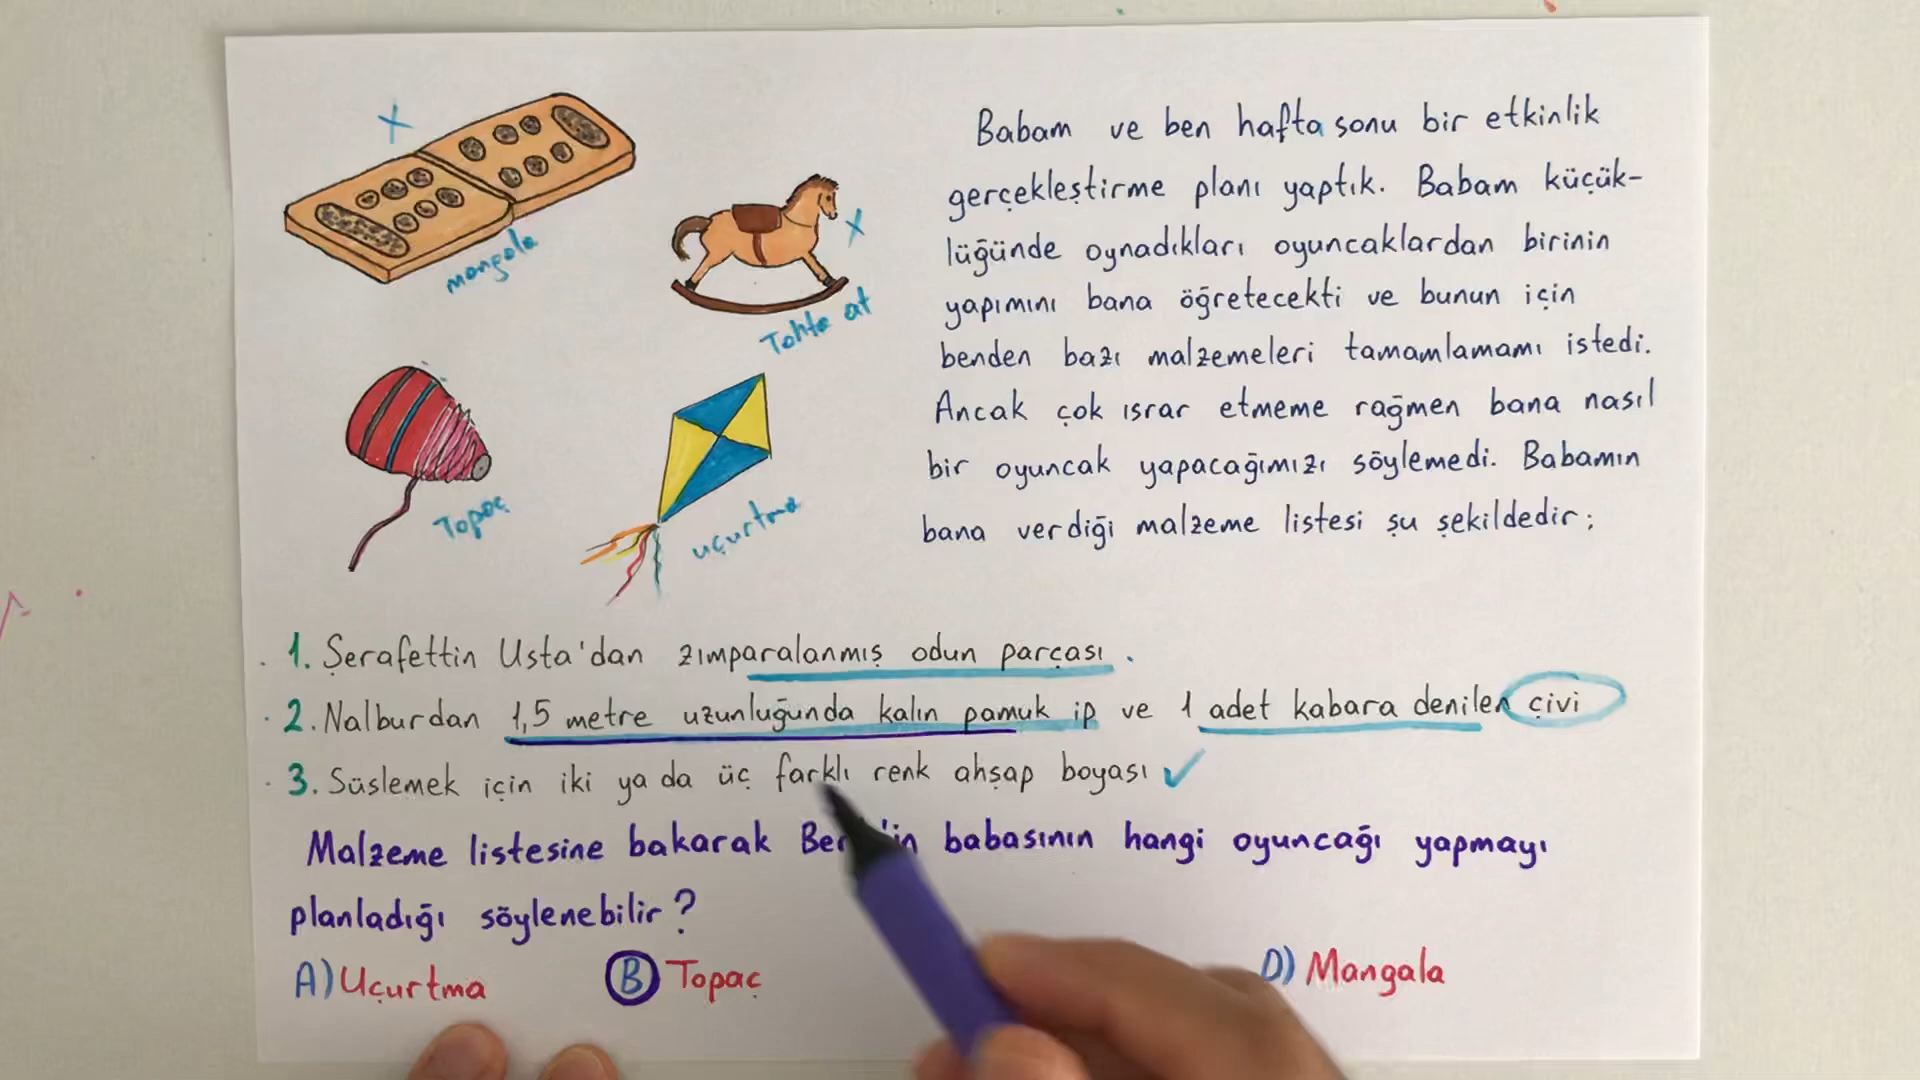 Babam ve ben hafta sonu bir etkinlik
gerçekleştirme planı yaptık. Babam küçük-
lüğünde oynadıkları oyuncaklardan birinin
yapımını bana öğretecekti ve bunun için
benden bazı malzemeleri tamamlamamı istedi.
Ancak çok ısrar etmeme rağmen bana nasıl
bir oyuncak yapacağımızı söylemedi. Babamın
bana verdiği malzeme listesi şu şekildedir;
mangala
Tahta at
Topaç
uçurtma
1. Şerafettin Usta'dan zımparalanmış odun parçası.
2. Nalburdan 1,5 metre uzunluğunda kalın pamuk ip ve 1 adet kabara denilen çivi
3. Süslemek için iki ya da üç farklı renk ahşap boyası
Malzeme listesine bakarak babasının hangi oyuncağı yapmayı
planladığı söylenebilir?
A) Uçurtma B Topaç D) Mangala